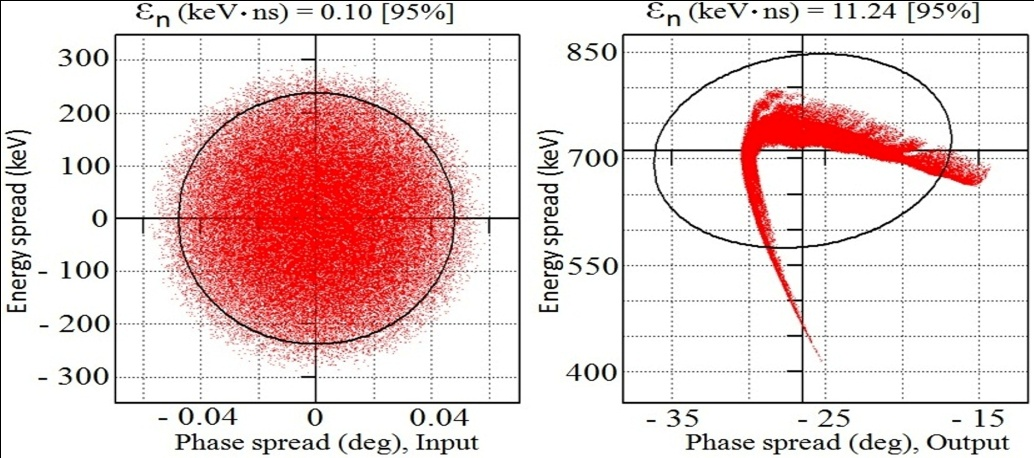 εn (keV·ns) = 0.10 [95%]
300
200
100
0
- 100
- 200
- 300
Energy spread (keV)
- 0.04 0 0.04
Phase spread (deg), Input
εn (keV·ns) = 11.24 [95%]
850
700
550
400
Energy spread (keV)
- 35 - 25 - 15
Phase spread (deg), Output